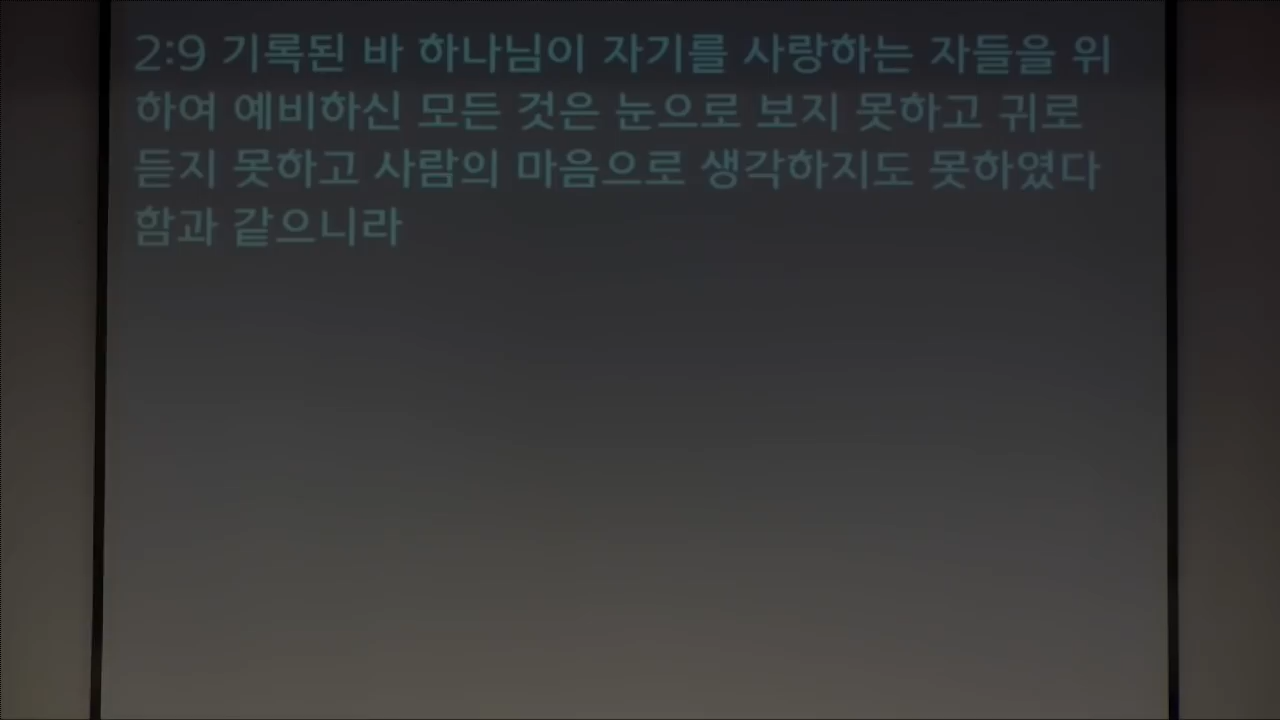 2:9 기록된 바 하나님이 자기를 사랑하는 자들을 위
하여 예비하신 모든 것은 눈으로 보지 못하고 귀로
듣지 못하고 사람의 마음으로 생각하지도 못하였다
함과 같으니라